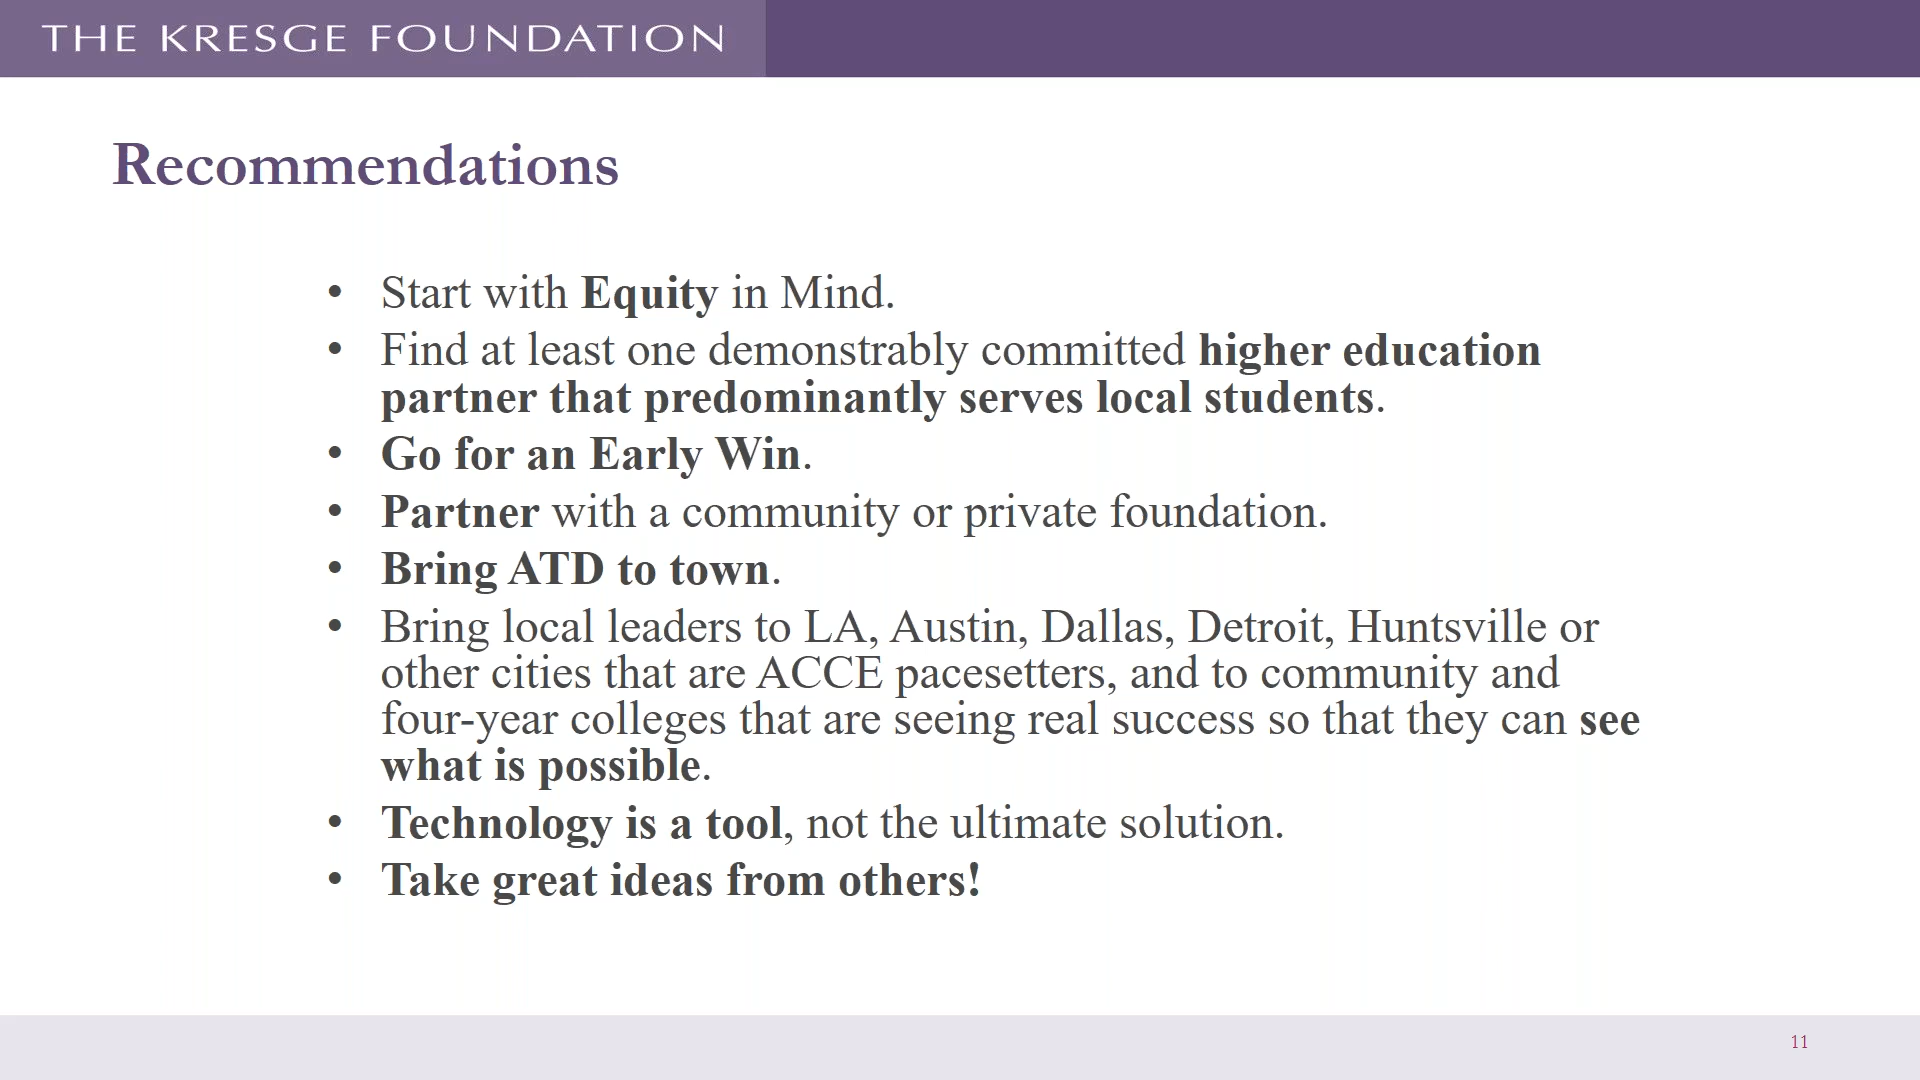 THE KRESGE FOUNDATION
Recommendations
• Start with Equity in Mind.
• Find at least one demonstrably committed higher education
partner that predominantly serves local students.
• Go for an Early Win.
• Partner with a community or private foundation.
• Bring ATD to town.
• Bring local leaders to LA, Austin, Dallas, Detroit, Huntsville or
other cities that are ACCE pacesetters, and to community and
four-year colleges that are seeing real success so that they can see
what is possible.
• Technology is a tool, not the ultimate solution.
• Take great ideas from others!
11